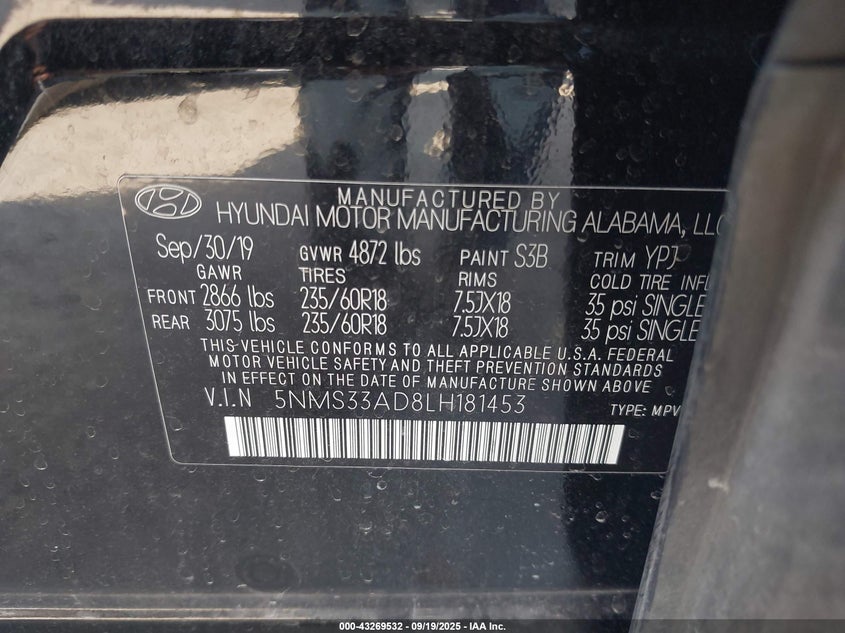 MANUFACTURED BY
HYUNDAI MOTOR MANUFACTURING ALABAMA, LLC
Sep/30/19 GVWR 4872 lbs PAINT S3B TRIM YPJ
GAWR TIRES RIMS COLD TIRE INFL
FRONT 2866 lbs 235/60R18 7.5JX18 35 psi SINGLE
REAR 3075 lbs 235/60R18 7.5JX18 35 psi SINGLE
THIS VEHICLE CONFORMS TO ALL APPLICABLE U.S.A. FEDERAL
MOTOR VEHICLE SAFETY AND THEFT PREVENTION STANDARDS
IN EFFECT ON THE DATE OF MANUFACTURE SHOWN ABOVE
V.I.N 5NMS33AD8LH181453 TYPE: MPV
000-43269532 - 09/19/2025 - IAA Inc.